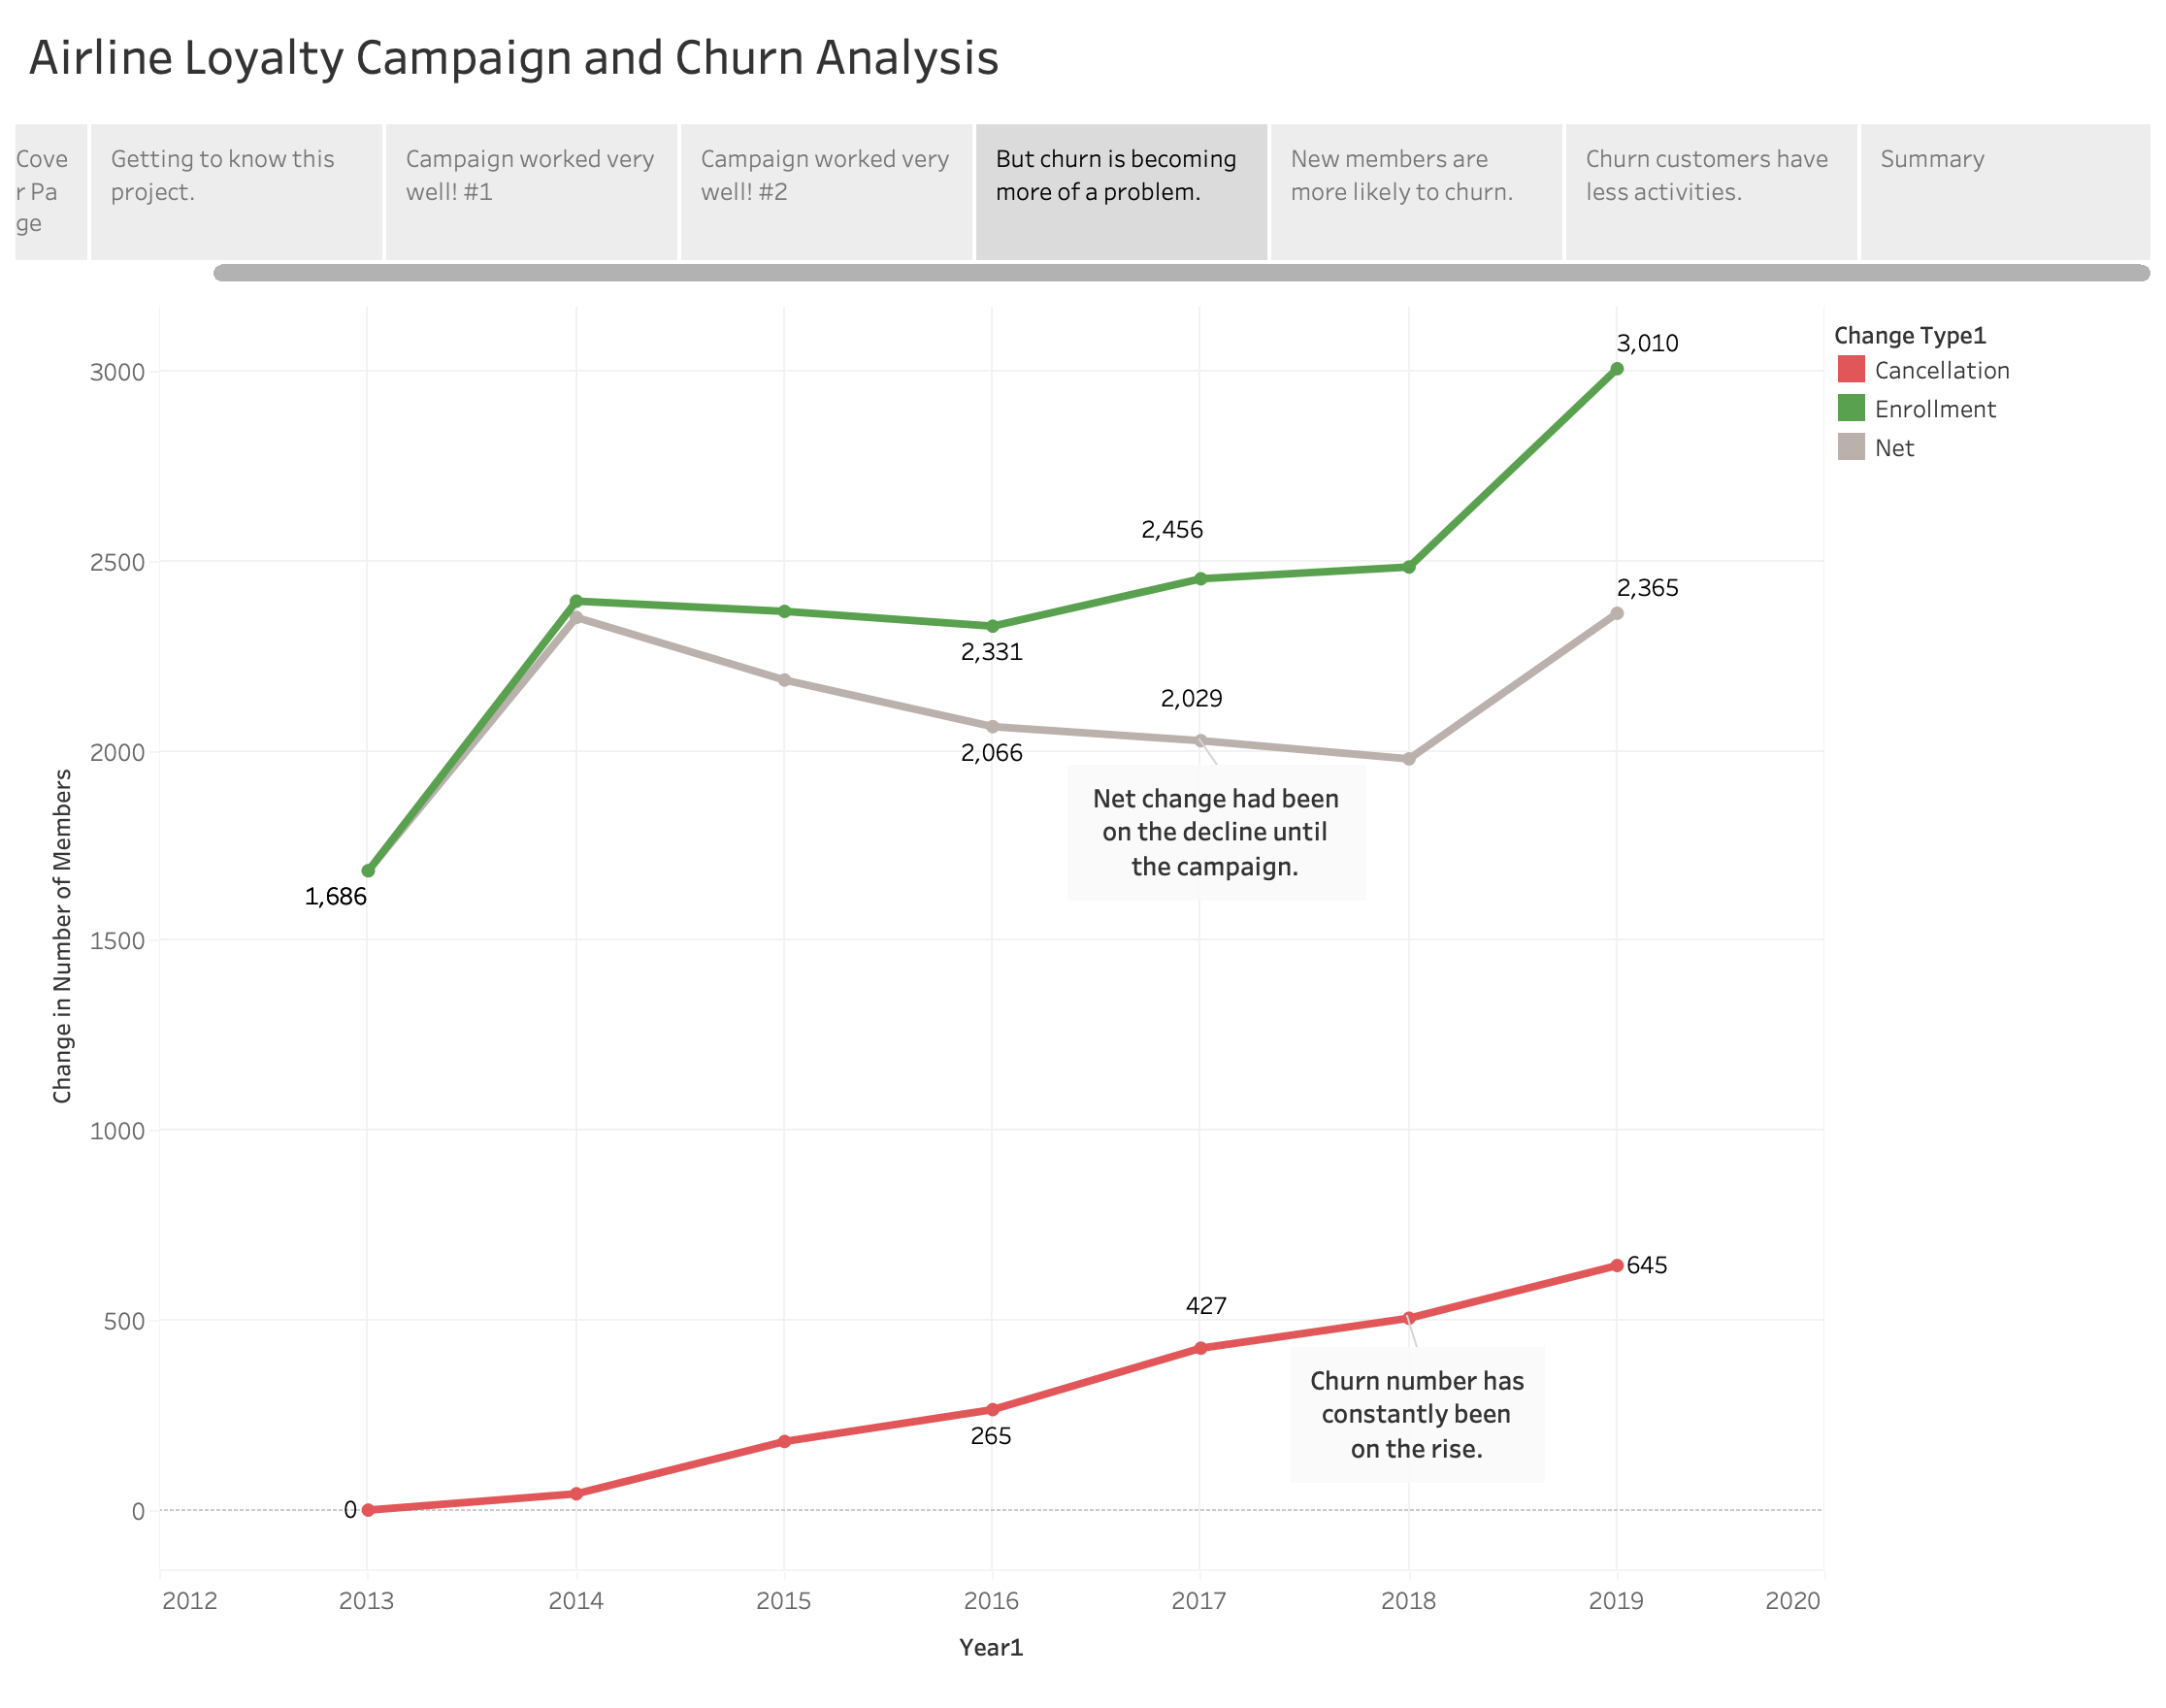 Airline Loyalty Campaign and Churn Analysis
Cove
r Pa
ge
Getting to know this
project.
Campaign worked very
well! #1
Campaign worked very
well! #2
But churn is becoming
more of a problem.
New members are
more likely to churn.
Churn customers have
less activities.
Summary
Change Type1
Cancellation
Enrollment
Net
Change in Number of Members
3000
2500
2000
1500
1000
500
0
3,010
2,456
2,365
2,331
2,029
2,066
Net change had been
on the decline until
the campaign.
1,686
645
427
Churn number has
constantly been
on the rise.
265
0
2012
2013
2014
2015
2016
2017
2018
2019
2020
Year1